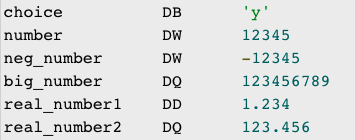 choice DB 'y'
number DW 12345
neg_number DW -12345
big_number DQ 123456789
real_number1 DD 1.234
real_number2 DQ 123.456